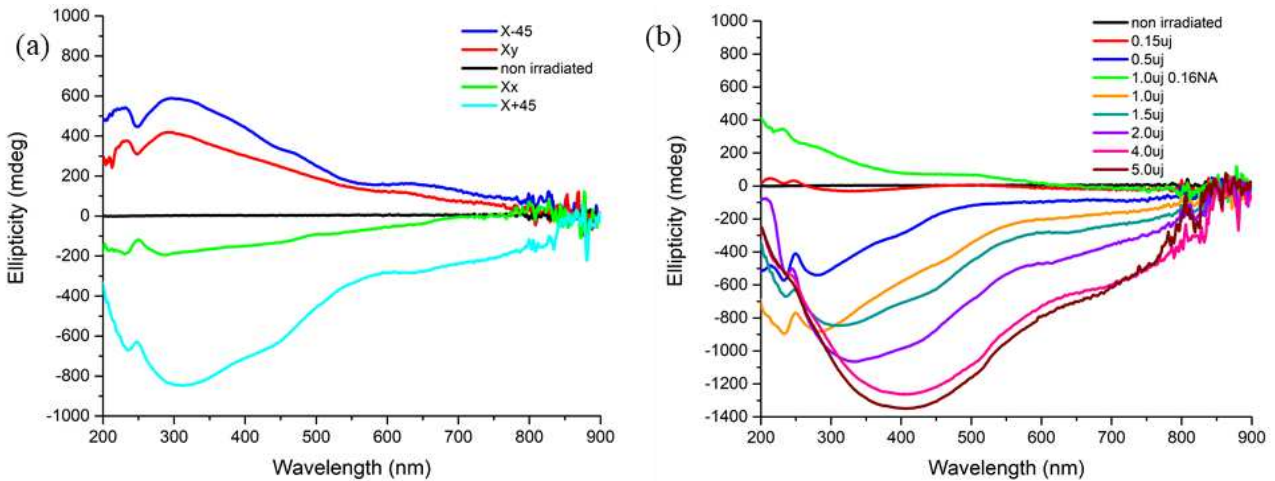 (a)
1000
800
600
400
200
0
-200
-400
-600
-800
-1000
Ellipticity (mdeg)
X-45
Xy
non irradiated
Xx
X+45
200 300 400 500 600 700 800 900
Wavelength (nm)
(b)
1000
800
600
400
200
0
-200
-400
-600
-800
-1000
-1200
-1400
Ellipticity (mdeg)
non irradiated
0.15uj
0.5uj
1.0uj 0.16NA
1.0uj
1.5uj
2.0uj
4.0uj
5.0uj
200 300 400 500 600 700 800 900
Wavelength (nm)